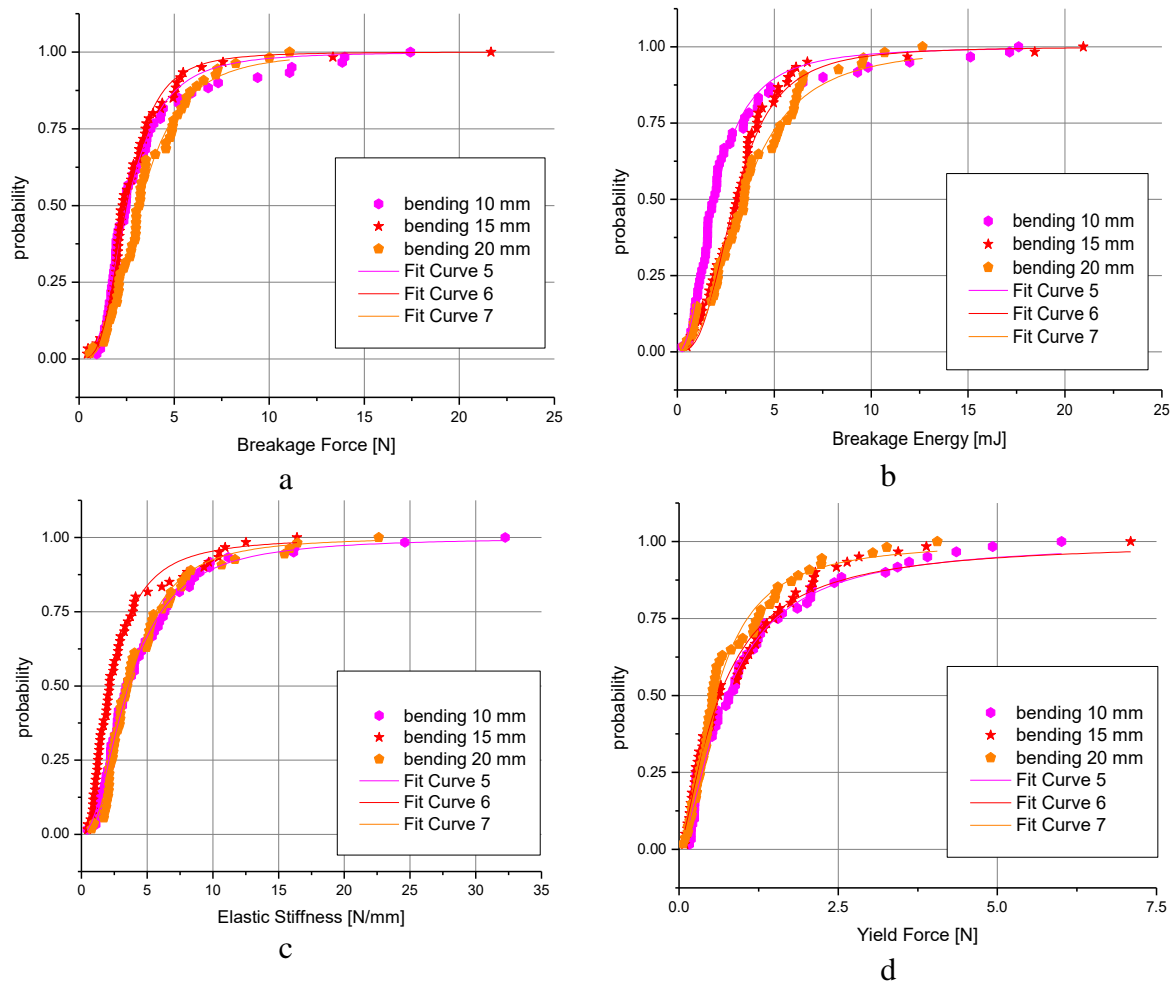 1.00
0.75
0.50
0.25
0.00
probability
bending 10 mm
bending 15 mm
bending 20 mm
Fit Curve 5
Fit Curve 6
Fit Curve 7
0 5 10 15 20 25
Breakage Force [N]
a
1.00
0.75
0.50
0.25
0.00
probability
bending 10 mm
bending 15 mm
bending 20 mm
Fit Curve 5
Fit Curve 6
Fit Curve 7
0 5 10 15 20 25
Breakage Energy [mJ]
b
1.00
0.75
0.50
0.25
0.00
probability
bending 10 mm
bending 15 mm
bending 20 mm
Fit Curve 5
Fit Curve 6
Fit Curve 7
0 5 10 15 20 25 30 35
Elastic Stiffness [N/mm]
c
1.00
0.75
0.50
0.25
0.00
probability
bending 10 mm
bending 15 mm
bending 20 mm
Fit Curve 5
Fit Curve 6
Fit Curve 7
0.0 2.5 5.0 7.5
Yield Force [N]
d